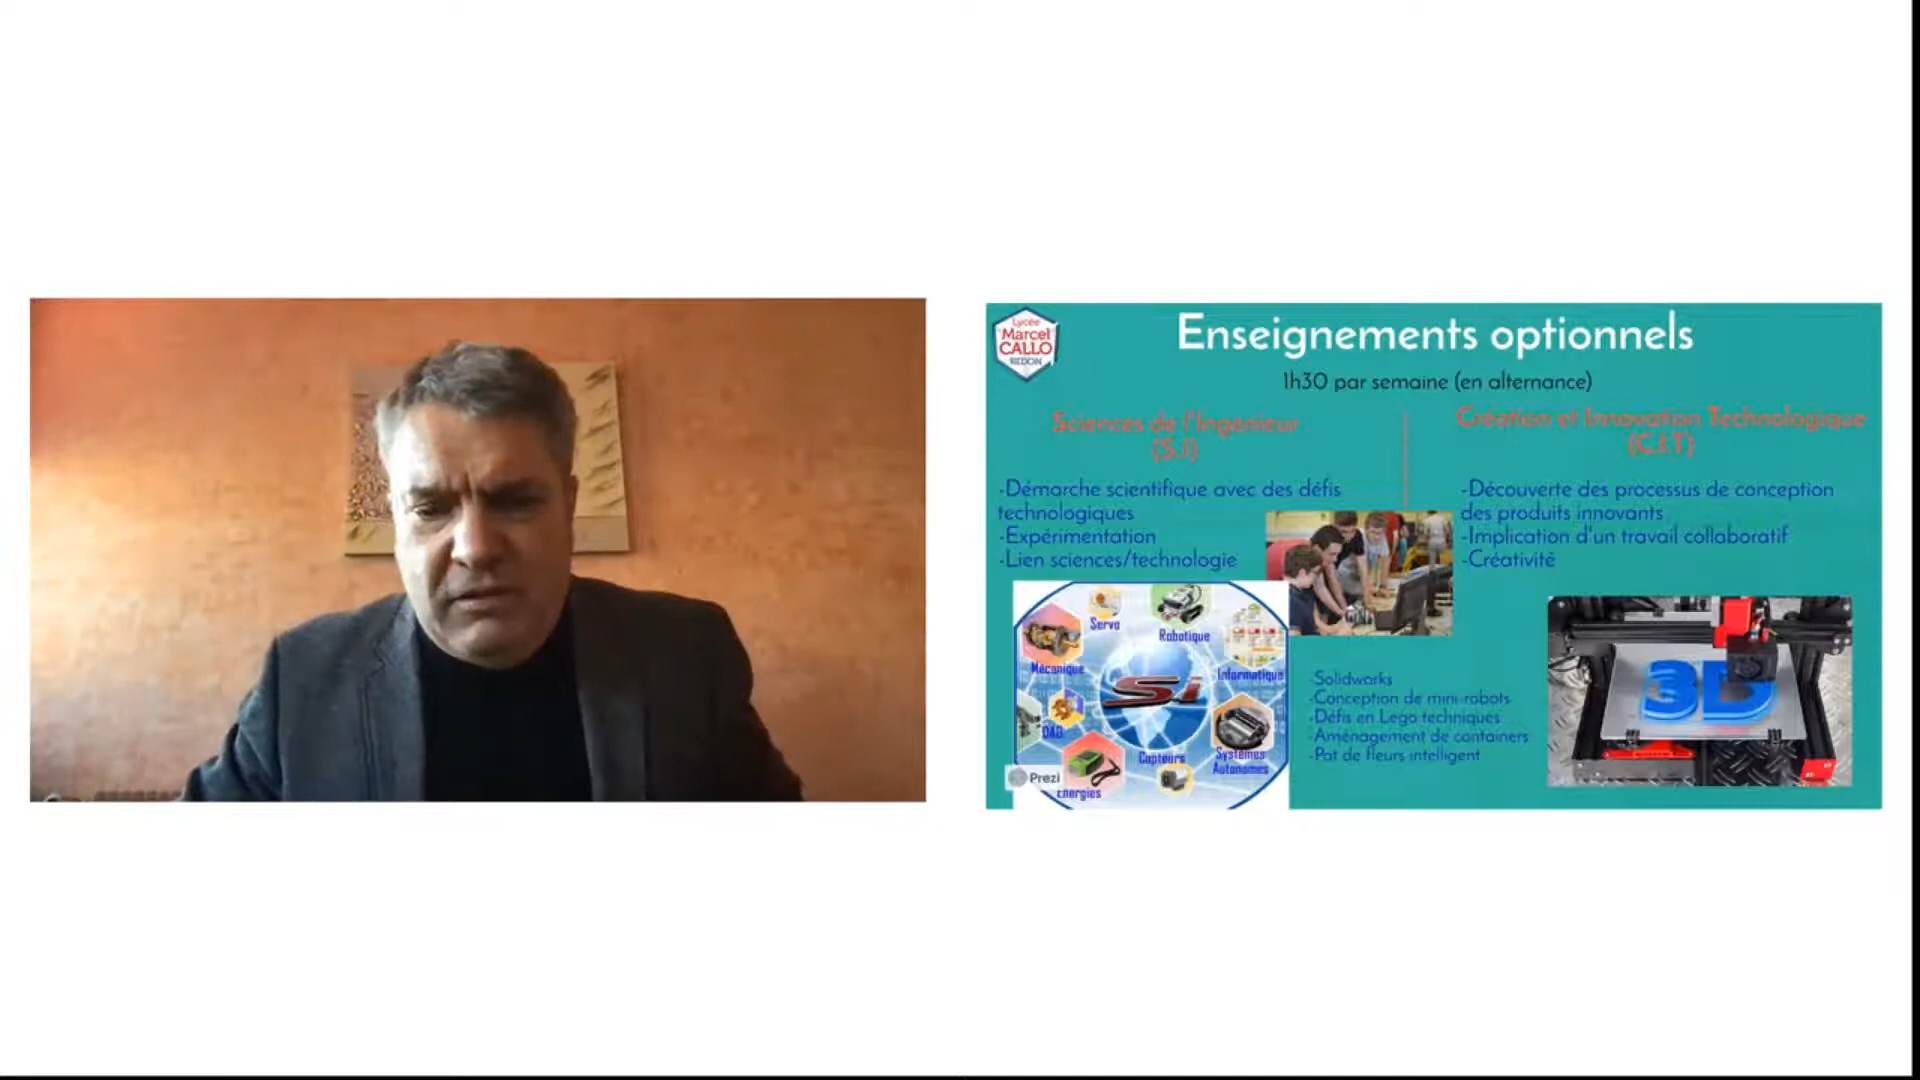 Lycée
Marcel
CALLO
REDON
Enseignements optionnels
1h30 par semaine (en alternance)
Sciences de l'Ingénieur
(S.I)
-Démarche scientifique avec des défis
technologiques
-Expérimentation
-Lien sciences/technologie
Création et Innovation Technologique
(C.I.T)
-Découverte des processus de conception
des produits innovants
-Implication d'un travail collaboratif
-Créativité
Servo
Robotique
Mécanique
Informatique
Si
DAO
Capteurs
Systèmes
Autonomes
Energies
Prezi
-Solidworks
-Conception de mini-robots
-Défis en Lego techniques
-Aménagement de containers
-Pot de fleurs intelligent
3D